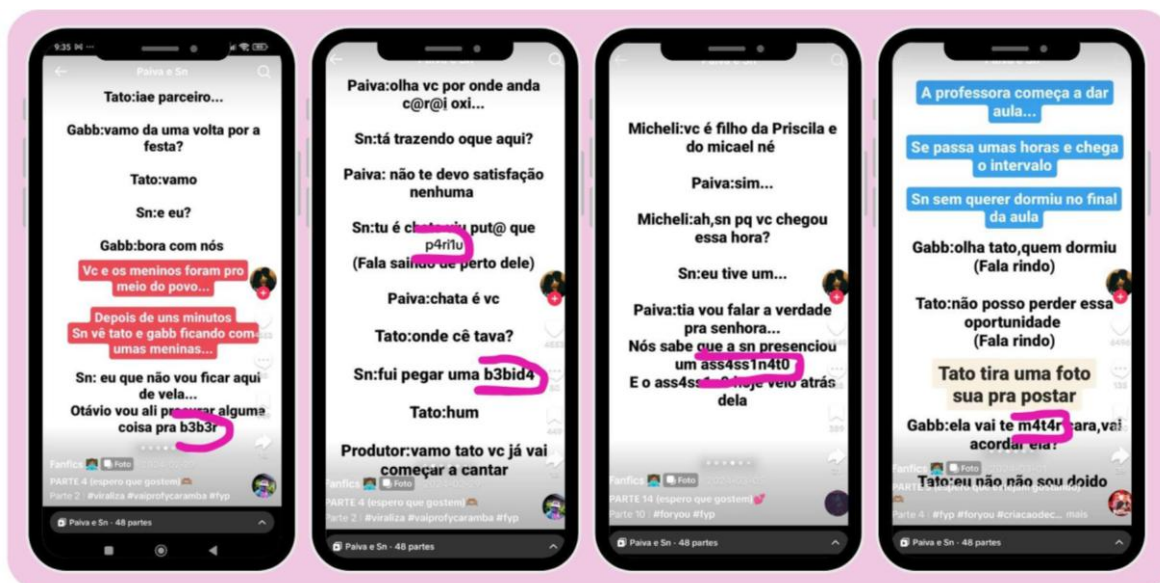 9:35
Paiva e Sn
Tato:iae parceiro...
Gabb:vamo da uma volta por a
festa?
Tato:vamo
Sn:e eu?
Gabb:bora com nós
Vc e os meninos foram pro
meio do povo...
Depois de uns minutos
Sn vê tato e gabb ficando com
umas meninas...
Sn: eu que não vou ficar aqui
de vela...
Otávio vou ali procurar alguma
coisa pra b3b3r
Fanfics Foto
PARTE 4 (espero que gostem)
Parte 2 | #viraliza #vaiprofycaramba #fyp
Paiva e Sn - 48 partes
Paiva:olha vc por onde anda
c@r@i oxi...
Sn:tá trazendo oque aqui?
Paiva: não te devo satisfação
nenhuma
Sn:tu é chato viu put@ que
p4ri1u
(Fala saindo de perto dele)
Paiva:chata é vc
Tato:onde cê tava?
Sn:fui pegar uma b3bid4
Tato:hum
Produtor:vamo tato vc já vai
começar a cantar
Fanfics Foto
PARTE 4 (espero que gostem)
Parte 2 | #viraliza #vaiprofycaramba #fyp
Paiva e Sn - 48 partes
Micheli:vc é filho da Priscila e
do micael né
Paiva:sim...
Micheli:ah,sn pq vc chegou
essa hora?
Sn:eu tive um...
Paiva:tia vou falar a verdade
pra senhora...
Nós sabe que a sn presenciou
um ass4ss1n4t0
E o hoje veio atrás
dela
389
Fanfics Foto
PARTE 14 (espero que gostem)
Parte 10 | #foryou #fyp
Paiva e Sn - 48 partes
A professora começa a dar
aula...
Se passa umas horas e chega
o intervalo
Sn sem querer dormiu no final
da aula
Gabb:olha tato,quem dormiu
(Fala rindo)
Tato:não posso perder essa
oportunidade
(Fala rindo)
Tato tira uma foto
sua pra postar
Gabb:ela vai te m4t4r cara,vai
acordar ela?
Tato:eu não não sou doido
Fanfics Foto
Parte 4 | #fyp #foryou #criacaodec... mais
Paiva e Sn - 48 partes